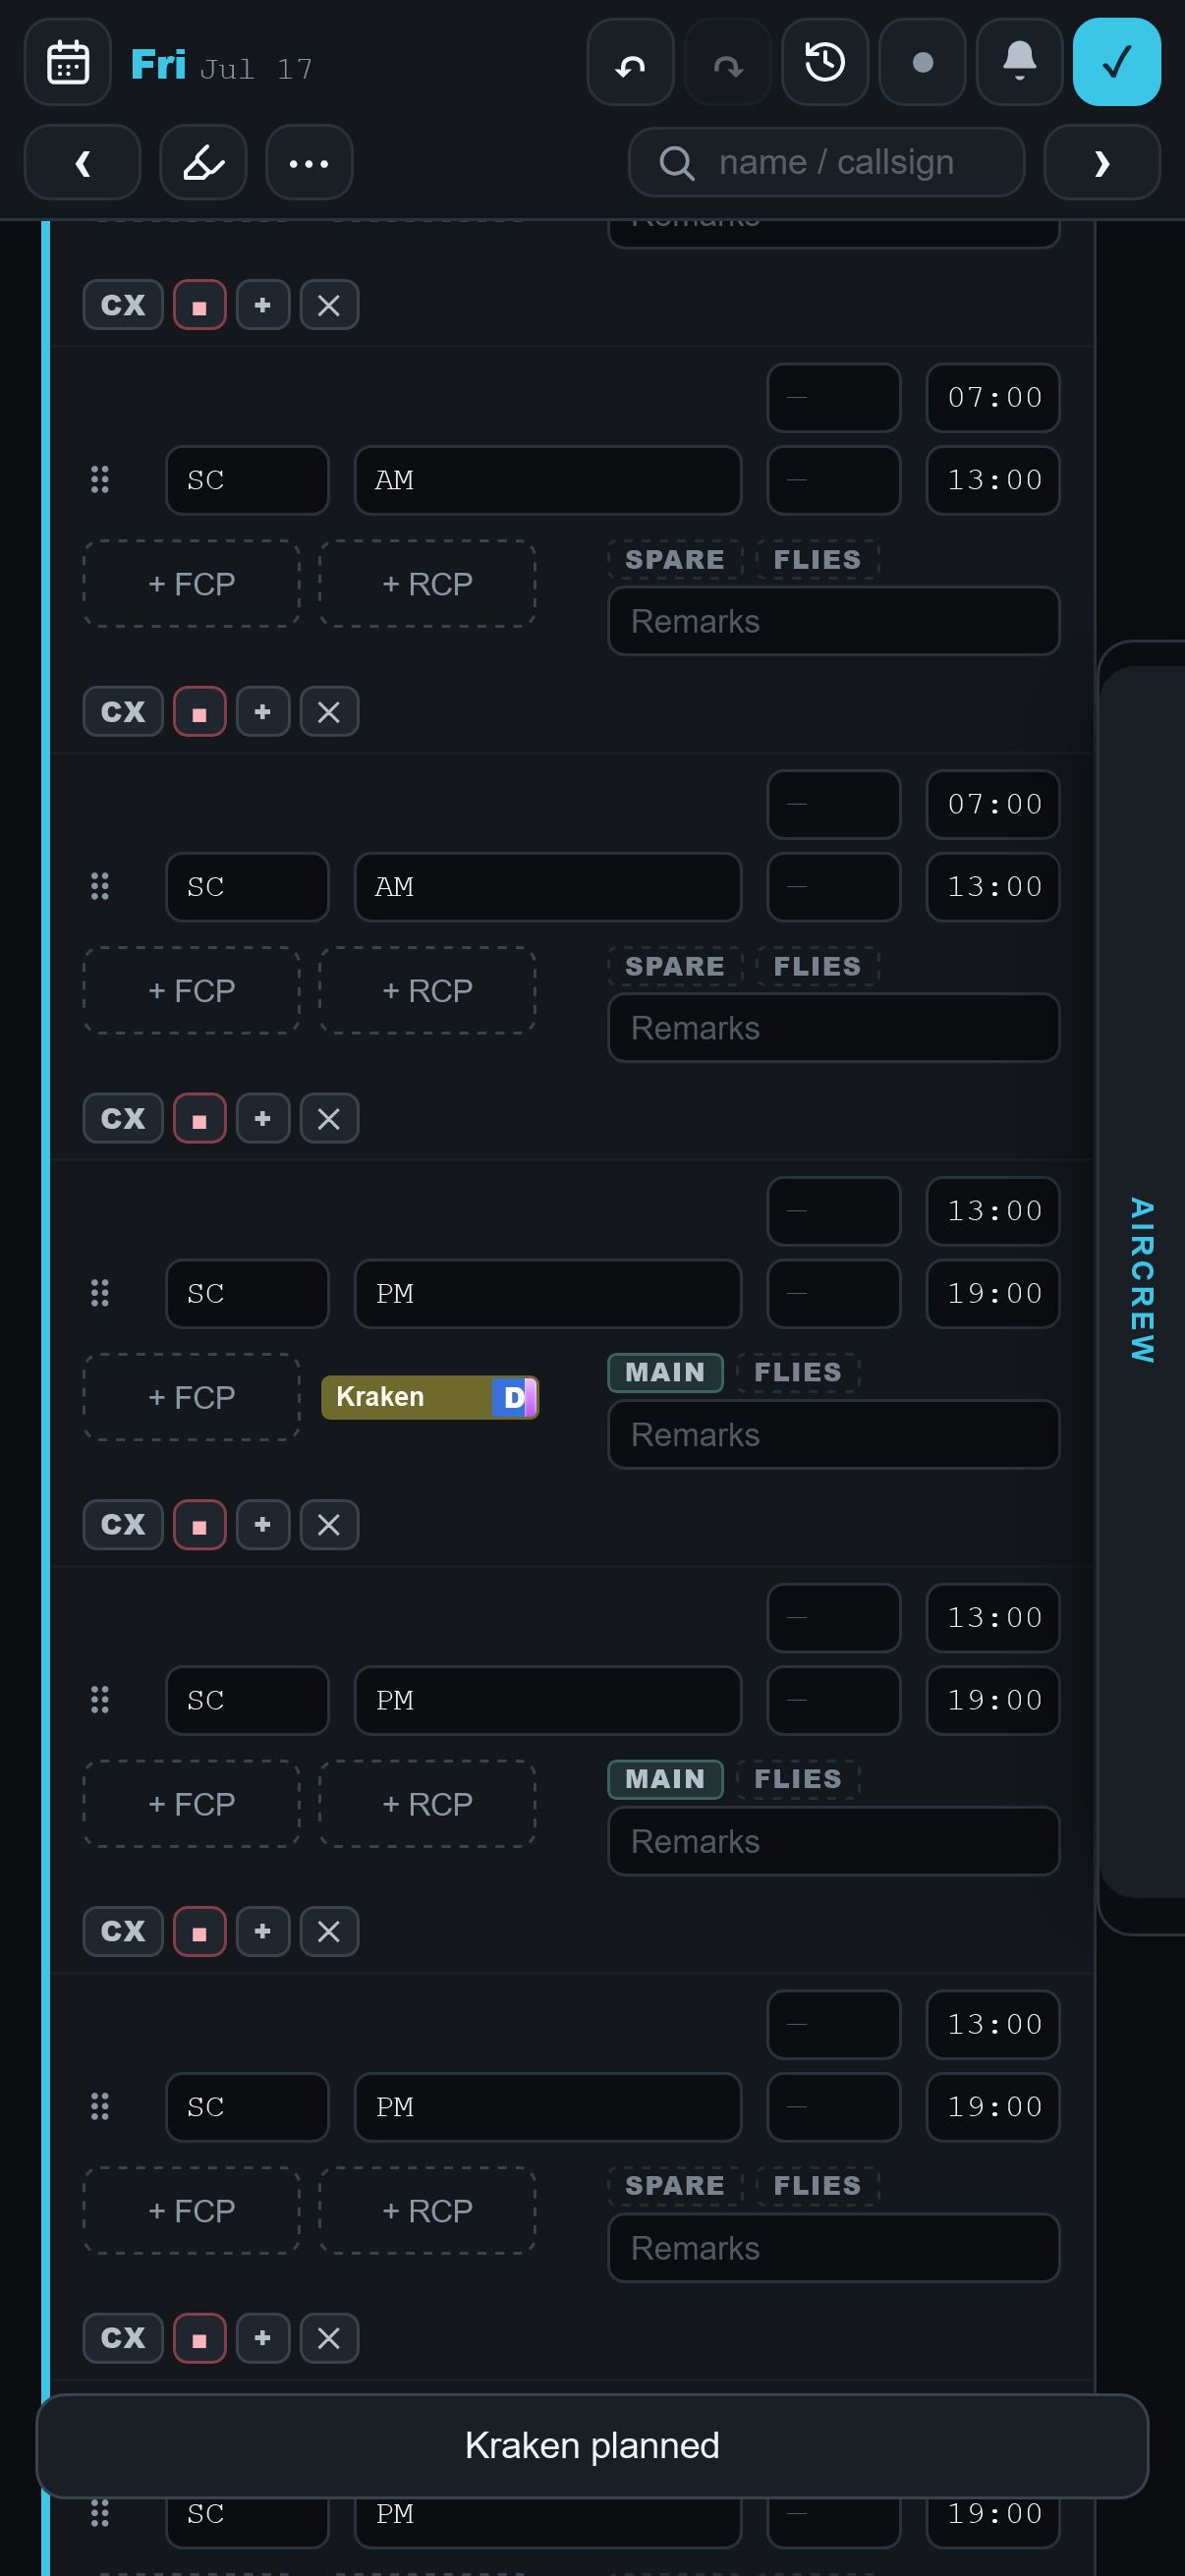 Fri Jul 17
name / callsign
Remarks
CX
07:00
SC AM — 13:00
+ FCP + RCP SPARE FLIES
Remarks
CX
07:00
SC AM — 13:00
+ FCP + RCP SPARE FLIES
Remarks
CX
13:00
SC PM — 19:00
+ FCP Kraken D MAIN FLIES
Remarks
CX
13:00
SC PM — 19:00
+ FCP + RCP MAIN FLIES
Remarks
CX
13:00
SC PM — 19:00
+ FCP + RCP SPARE FLIES
Remarks
CX
Kraken planned
SC PM — 19:00
AIRCREW